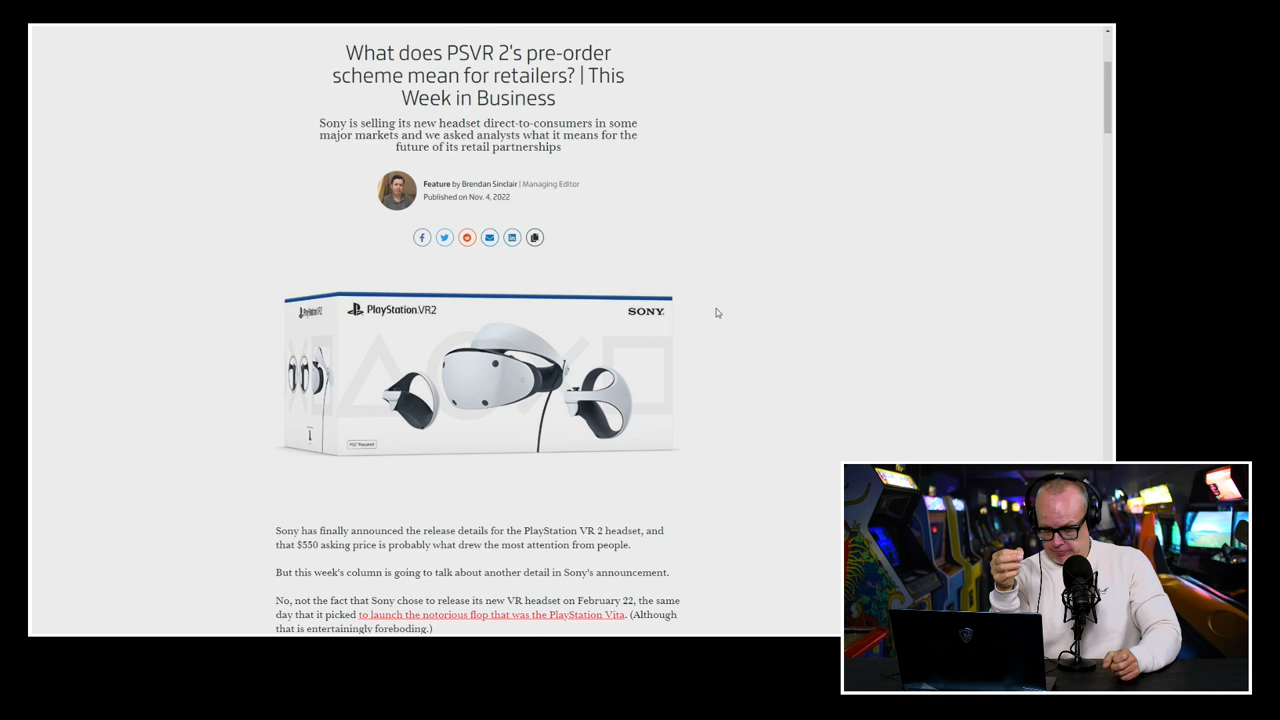 What does PSVR 2's pre-order
scheme mean for retailers? | This
Week in Business
Sony is selling its new headset direct-to-consumers in some
major markets and we asked analysts what it means for the
future of its retail partnerships
Feature by Brendan Sinclair | Managing Editor
Published on Nov. 4, 2022
PlayStation VR2
SONY
PS5 Required
Sony has finally announced the release details for the PlayStation VR 2 headset, and
that $550 asking price is probably what drew the most attention from people.
But this week's column is going to talk about another detail in Sony's announcement.
No, not the fact that Sony chose to release its new VR headset on February 22, the same
day that it picked to launch the notorious flop that was the PlayStation Vita. (Although
that is entertainingly foreboding.)